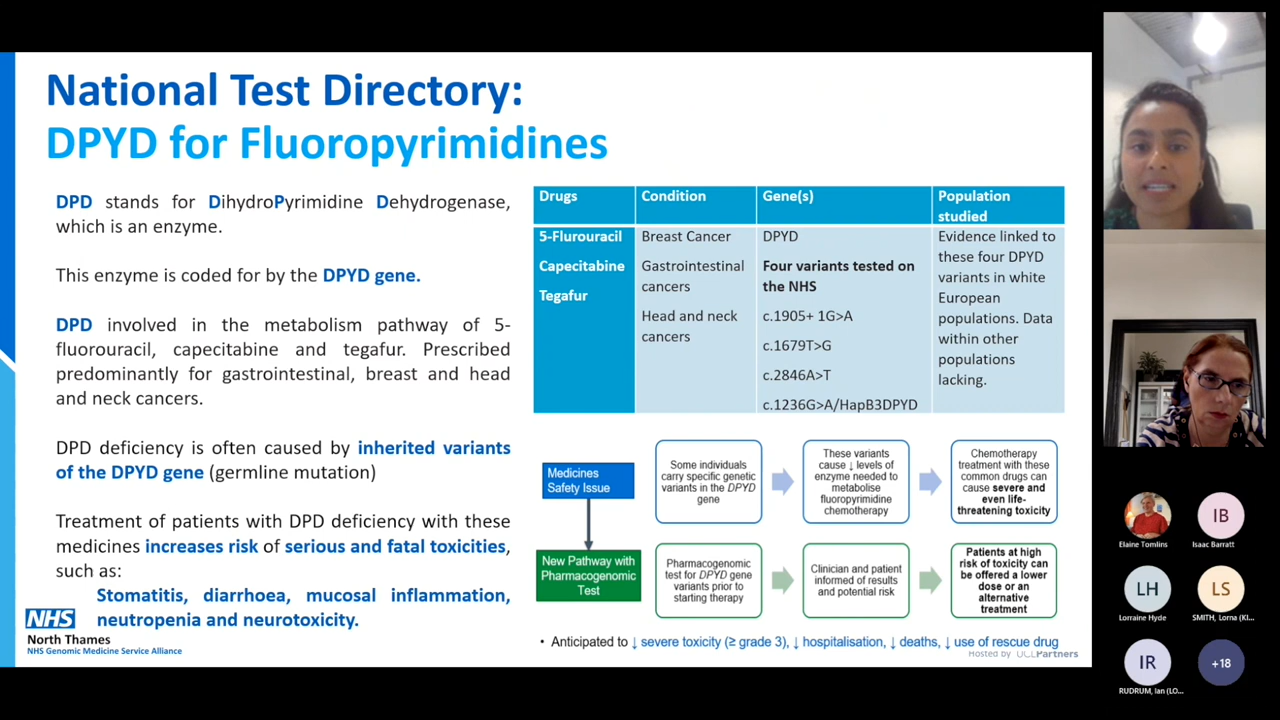 National Test Directory:
DPYD for Fluoropyrimidines
DPD stands for DihydroPyrimidine Dehydrogenase,
which is an enzyme.
This enzyme is coded for by the DPYD gene.
DPD involved in the metabolism pathway of 5-
fluorouracil, capecitabine and tegafur. Prescribed
predominantly for gastrointestinal, breast and head
and neck cancers.
DPD deficiency is often caused by inherited variants
of the DPYD gene (germline mutation)
Treatment of patients with DPD deficiency with these
medicines increases risk of serious and fatal toxicities,
such as:
Stomatitis, diarrhoea, mucosal inflammation,
neutropenia and neurotoxicity.
NHS
North Thames
NHS Genomic Medicine Service Alliance
Drugs
Condition
Gene(s)
Population
studied
5-Flurouracil
Capecitabine
Tegafur
Breast Cancer
Gastrointestinal
cancers
Head and neck
cancers
DPYD
Four variants tested on
the NHS
c.1905+ 1G>A
c.1679T>G
c.2846A>T
c.1236G>A/HapB3DPYD
Evidence linked to
these four DPYD
variants in white
European
populations. Data
within other
populations
lacking.
Medicines
Safety Issue
Some individuals
carry specific genetic
variants in the DPYD
gene
These variants
cause ↓ levels of
enzyme needed to
metabolise
fluoropyrimidine
chemotherapy
Chemotherapy
treatment with these
common drugs can
cause severe and
even life-
threatening toxicity
New Pathway with
Pharmacogenomic
Test
Pharmacogenomic
test for DPYD gene
variants prior to
starting therapy
Clinician and patient
informed of results
and potential risk
Patients at high
risk of toxicity can
be offered a lower
dose or an
alternative
treatment
• Anticipated to ↓ severe toxicity (≥ grade 3), ↓ hospitalisation, ↓ deaths, ↓ use of rescue drug
Hosted by UCLPartners
Elaine Tomlins
IB
Isaac Barratt
LH
Lorraine Hyde
LS
SMITH, Lorna (KI...
IR
RUDRUM, Ian (LO...
+18